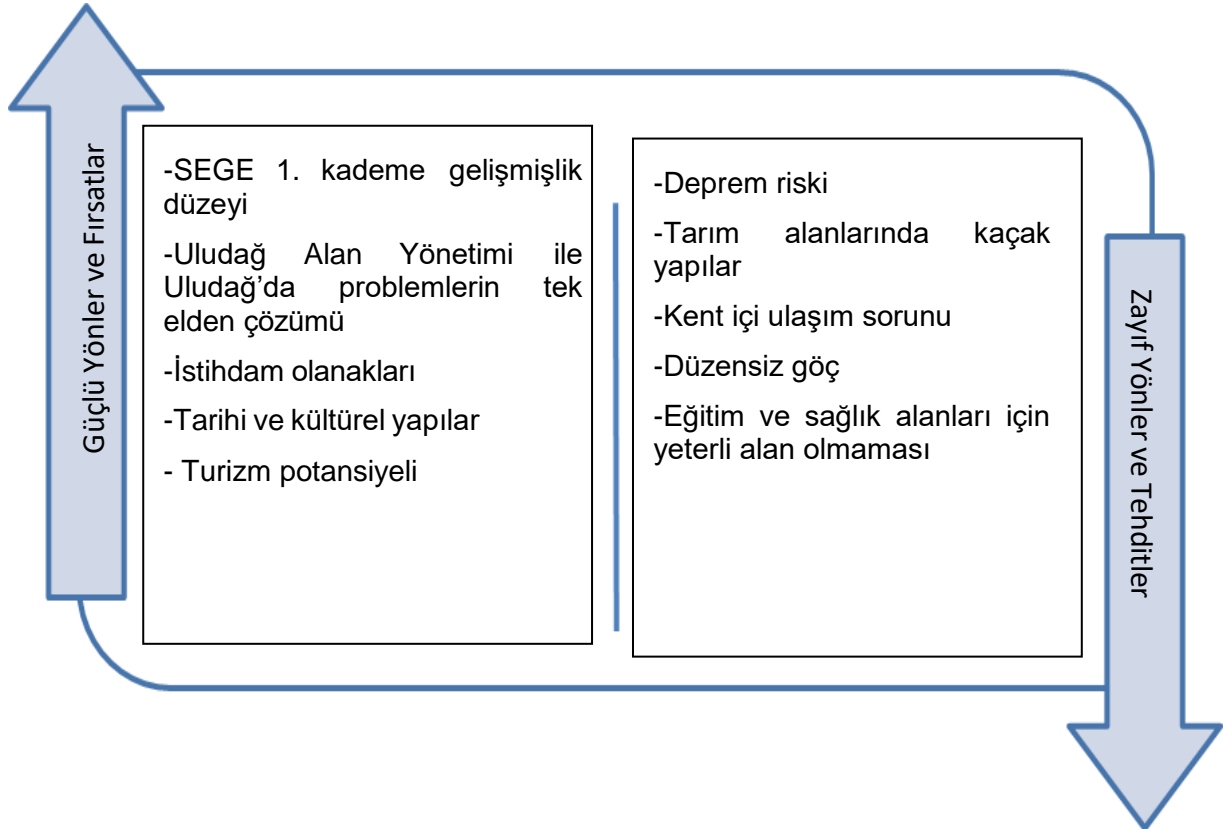 Güçlü Yönler ve Fırsatlar
-SEGE 1. kademe gelişmişlik
düzeyi
-Uludağ Alan Yönetimi ile
Uludağ’da problemlerin tek
elden çözümü
-İstihdam olanakları
-Tarihi ve kültürel yapılar
- Turizm potansiyeli
-Deprem riski
-Tarım alanlarında kaçak
yapılar
-Kent içi ulaşım sorunu
-Düzensiz göç
-Eğitim ve sağlık alanları için
yeterli alan olmaması
Zayıf Yönler ve Tehditler